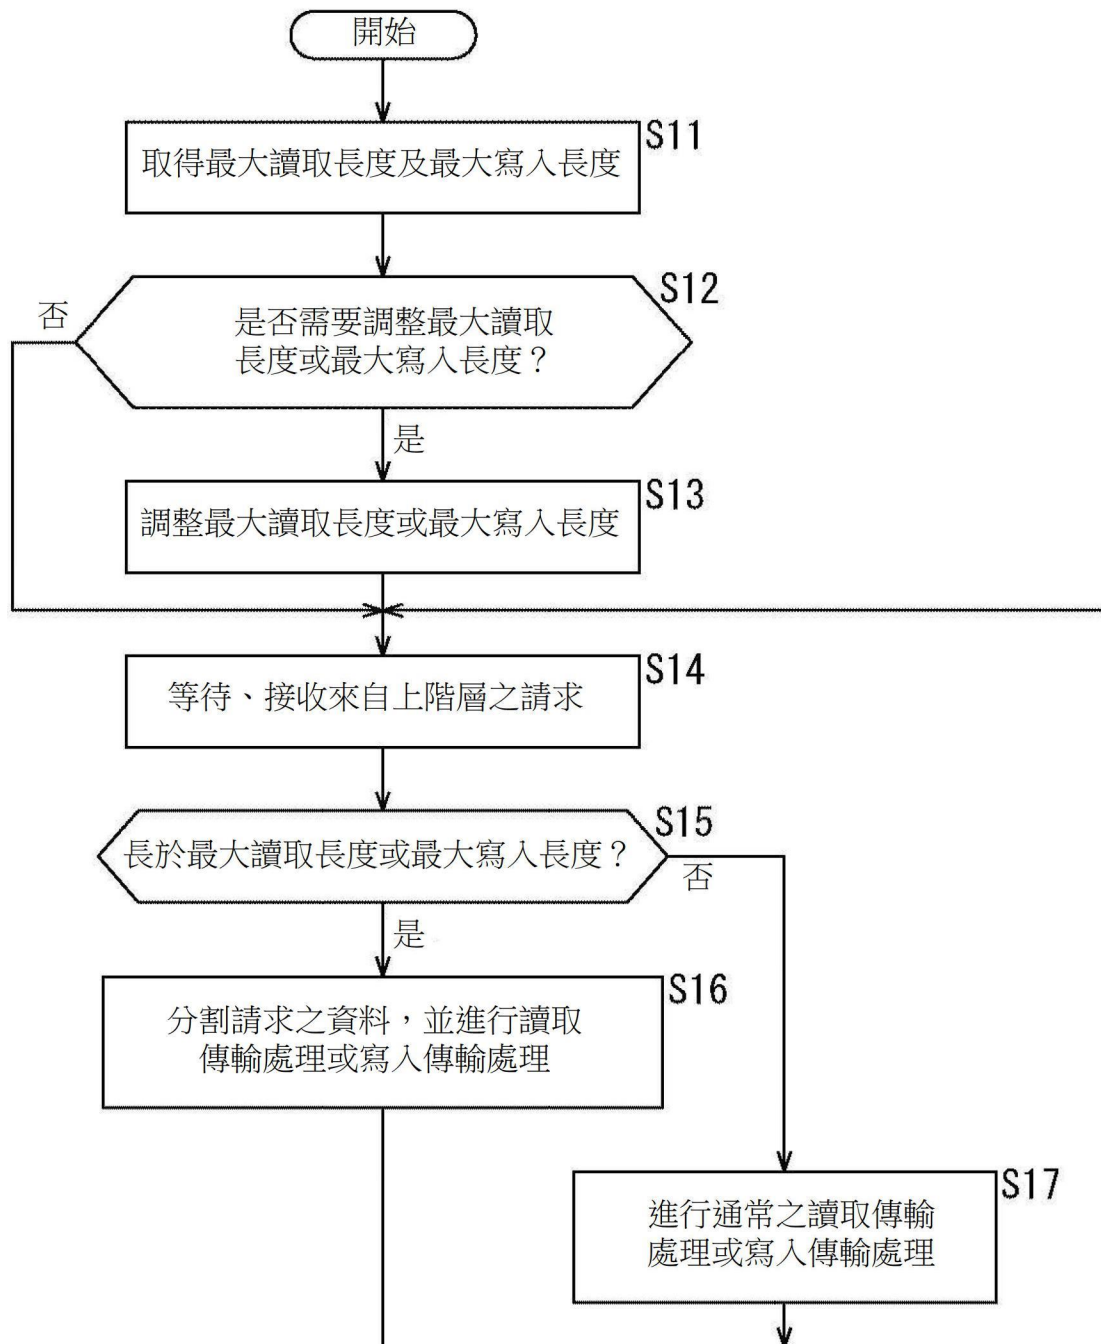 開始
S11
取得最大讀取長度及最大寫入長度
S12
否
是否需要調整最大讀取
長度或最大寫入長度？
是
S13
調整最大讀取長度或最大寫入長度
S14
等待、接收來自上階層之請求
S15
長於最大讀取長度或最大寫入長度？
否
是
S16
分割請求之資料，並進行讀取
傳輸處理或寫入傳輸處理
S17
進行通常之讀取傳輸
處理或寫入傳輸處理